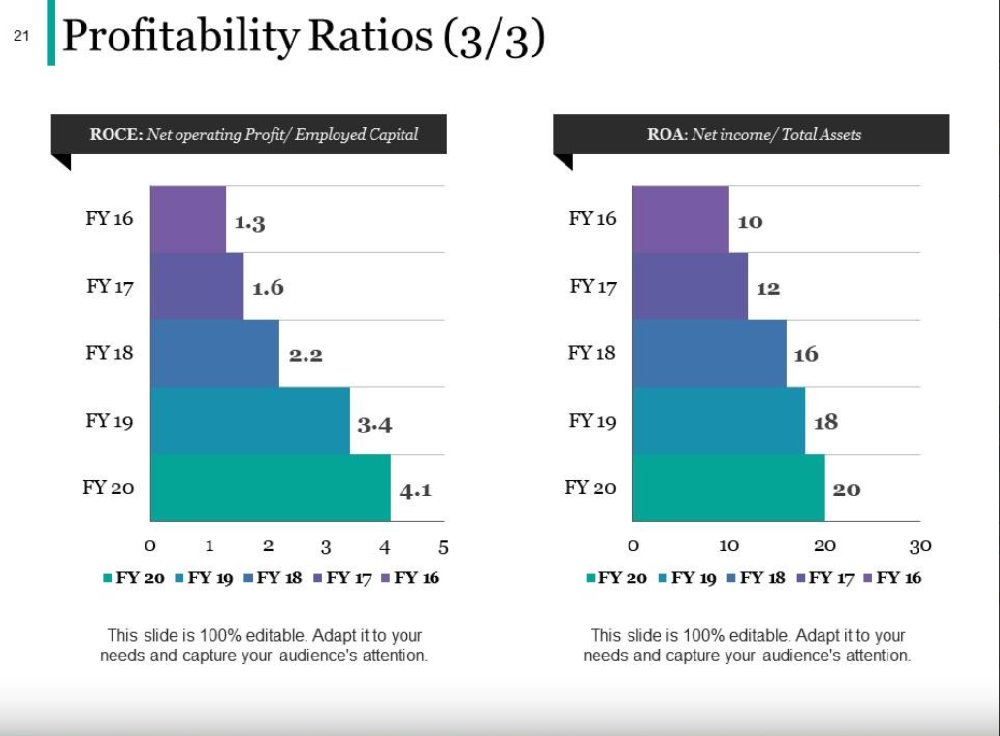 21
Profitability Ratios (3/3)
ROCE: Net operating Profit/ Employed Capital
FY 16
1.3
FY 17
1.6
FY 18
2.2
FY 19
3.4
FY 20
4.1
0 1 2 3 4 5
FY 20 FY 19 FY 18 FY 17 FY 16
This slide is 100% editable. Adapt it to your
needs and capture your audience's attention.
ROA: Net income/ Total Assets
FY 16
10
FY 17
12
FY 18
16
FY 19
18
FY 20
20
0 10 20 30
FY 20 FY 19 FY 18 FY 17 FY 16
This slide is 100% editable. Adapt it to your
needs and capture your audience's attention.